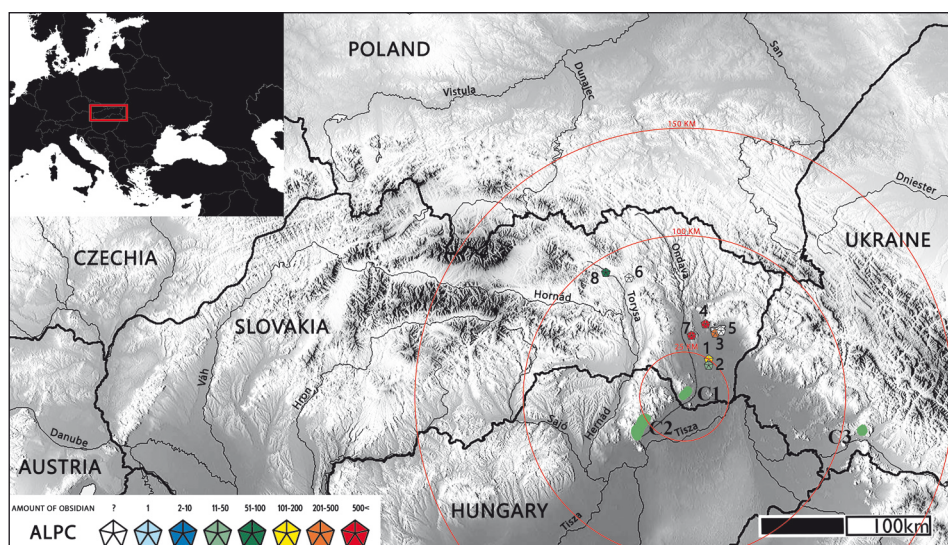 POLAND
San
Dunajec
Vistula
150 KM
Dniester
100 KM
UKRAINE
CZECHIA
Ondava
8
6
Hornád
Torysa
SLOVAKIA
4
5
7
3
1
2
Váh
Hron
C1
Sajó
Hornád
C2
Tisza
C3
Danube
AUSTRIA
HUNGARY
Tisza
100km
AMOUNT OF OBSIDIAN ? 1 2-10 11-50 51-100 101-200 201-500 500<
ALPC